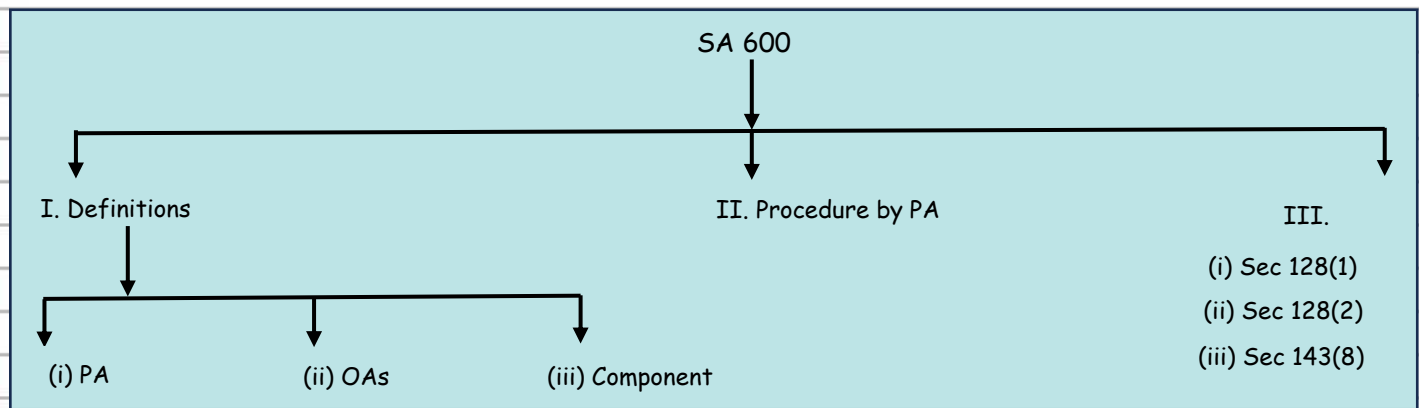 SA 600
I. Definitions
II. Procedure by PA
III.
(i) Sec 128(1)
(ii) Sec 128(2)
(iii) Sec 143(8)
(i) PA
(ii) OAs
(iii) Component